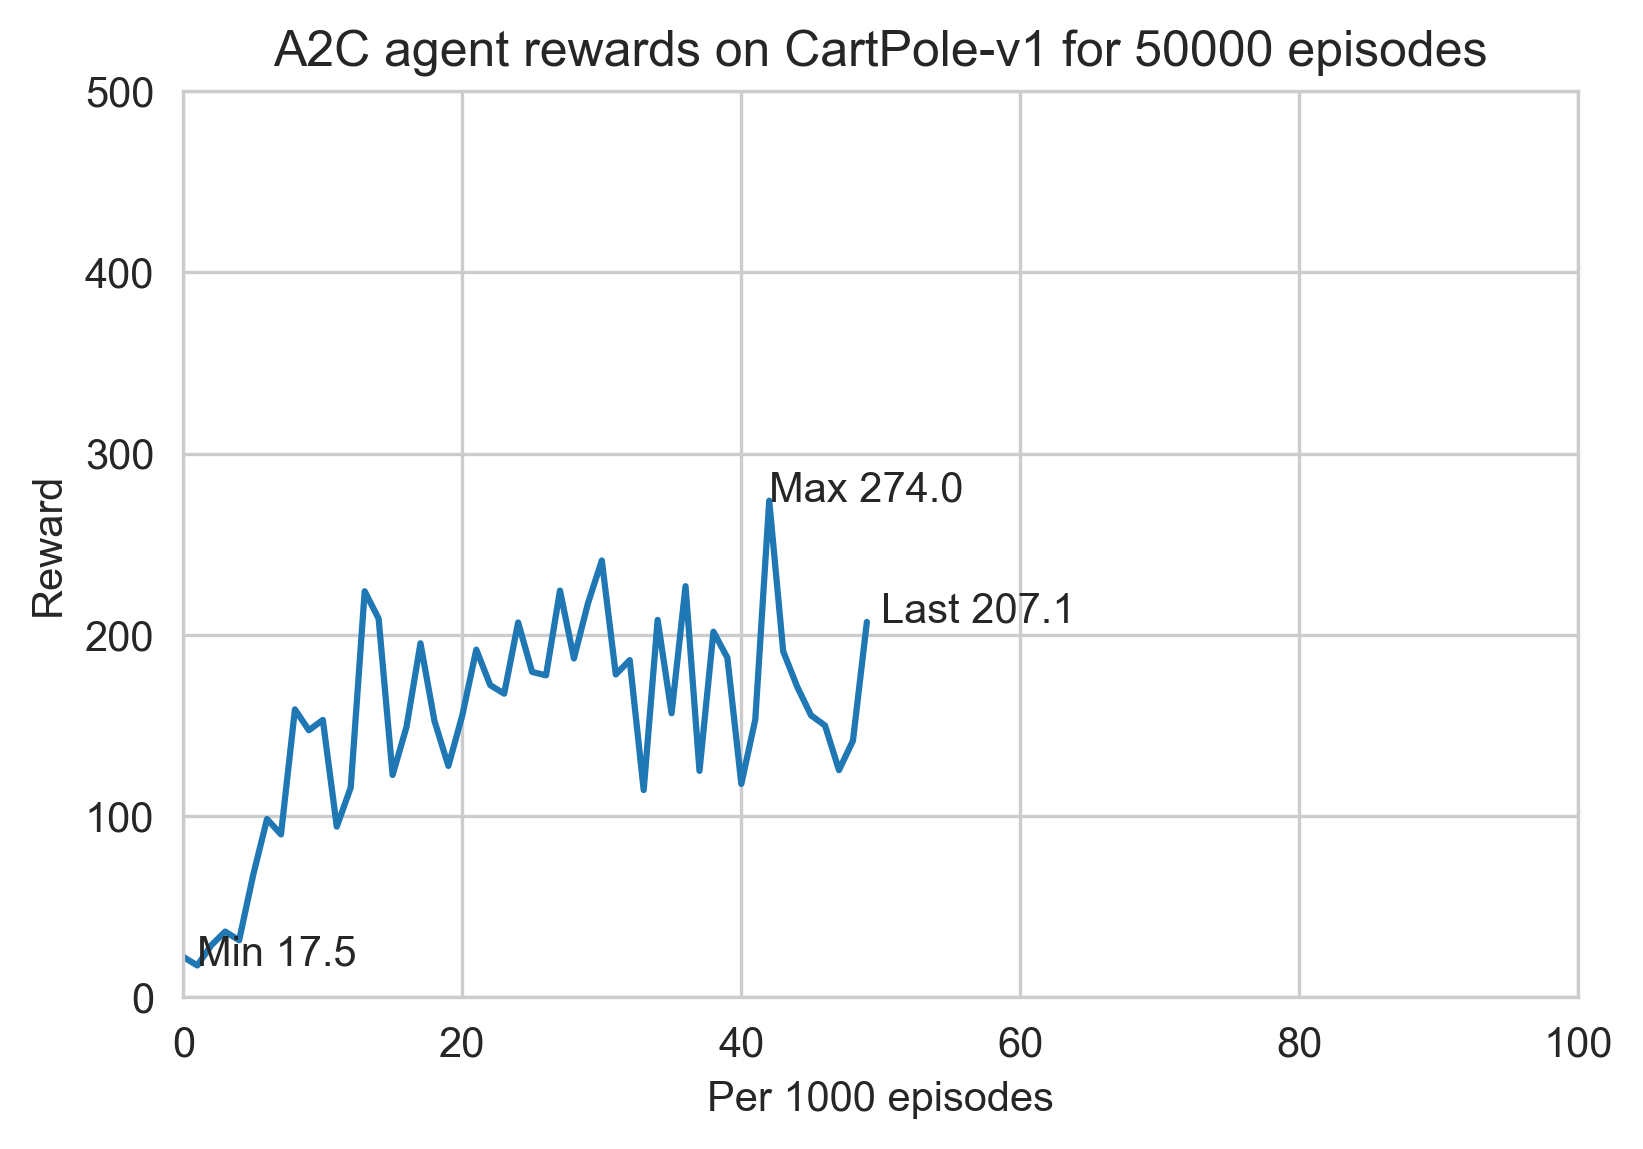 A2C agent rewards on CartPole-v1 for 50000 episodes
500
400
300
200
100
0
Reward
Max 274.0
Last 207.1
Min 17.5
0 20 40 60 80 100
Per 1000 episodes